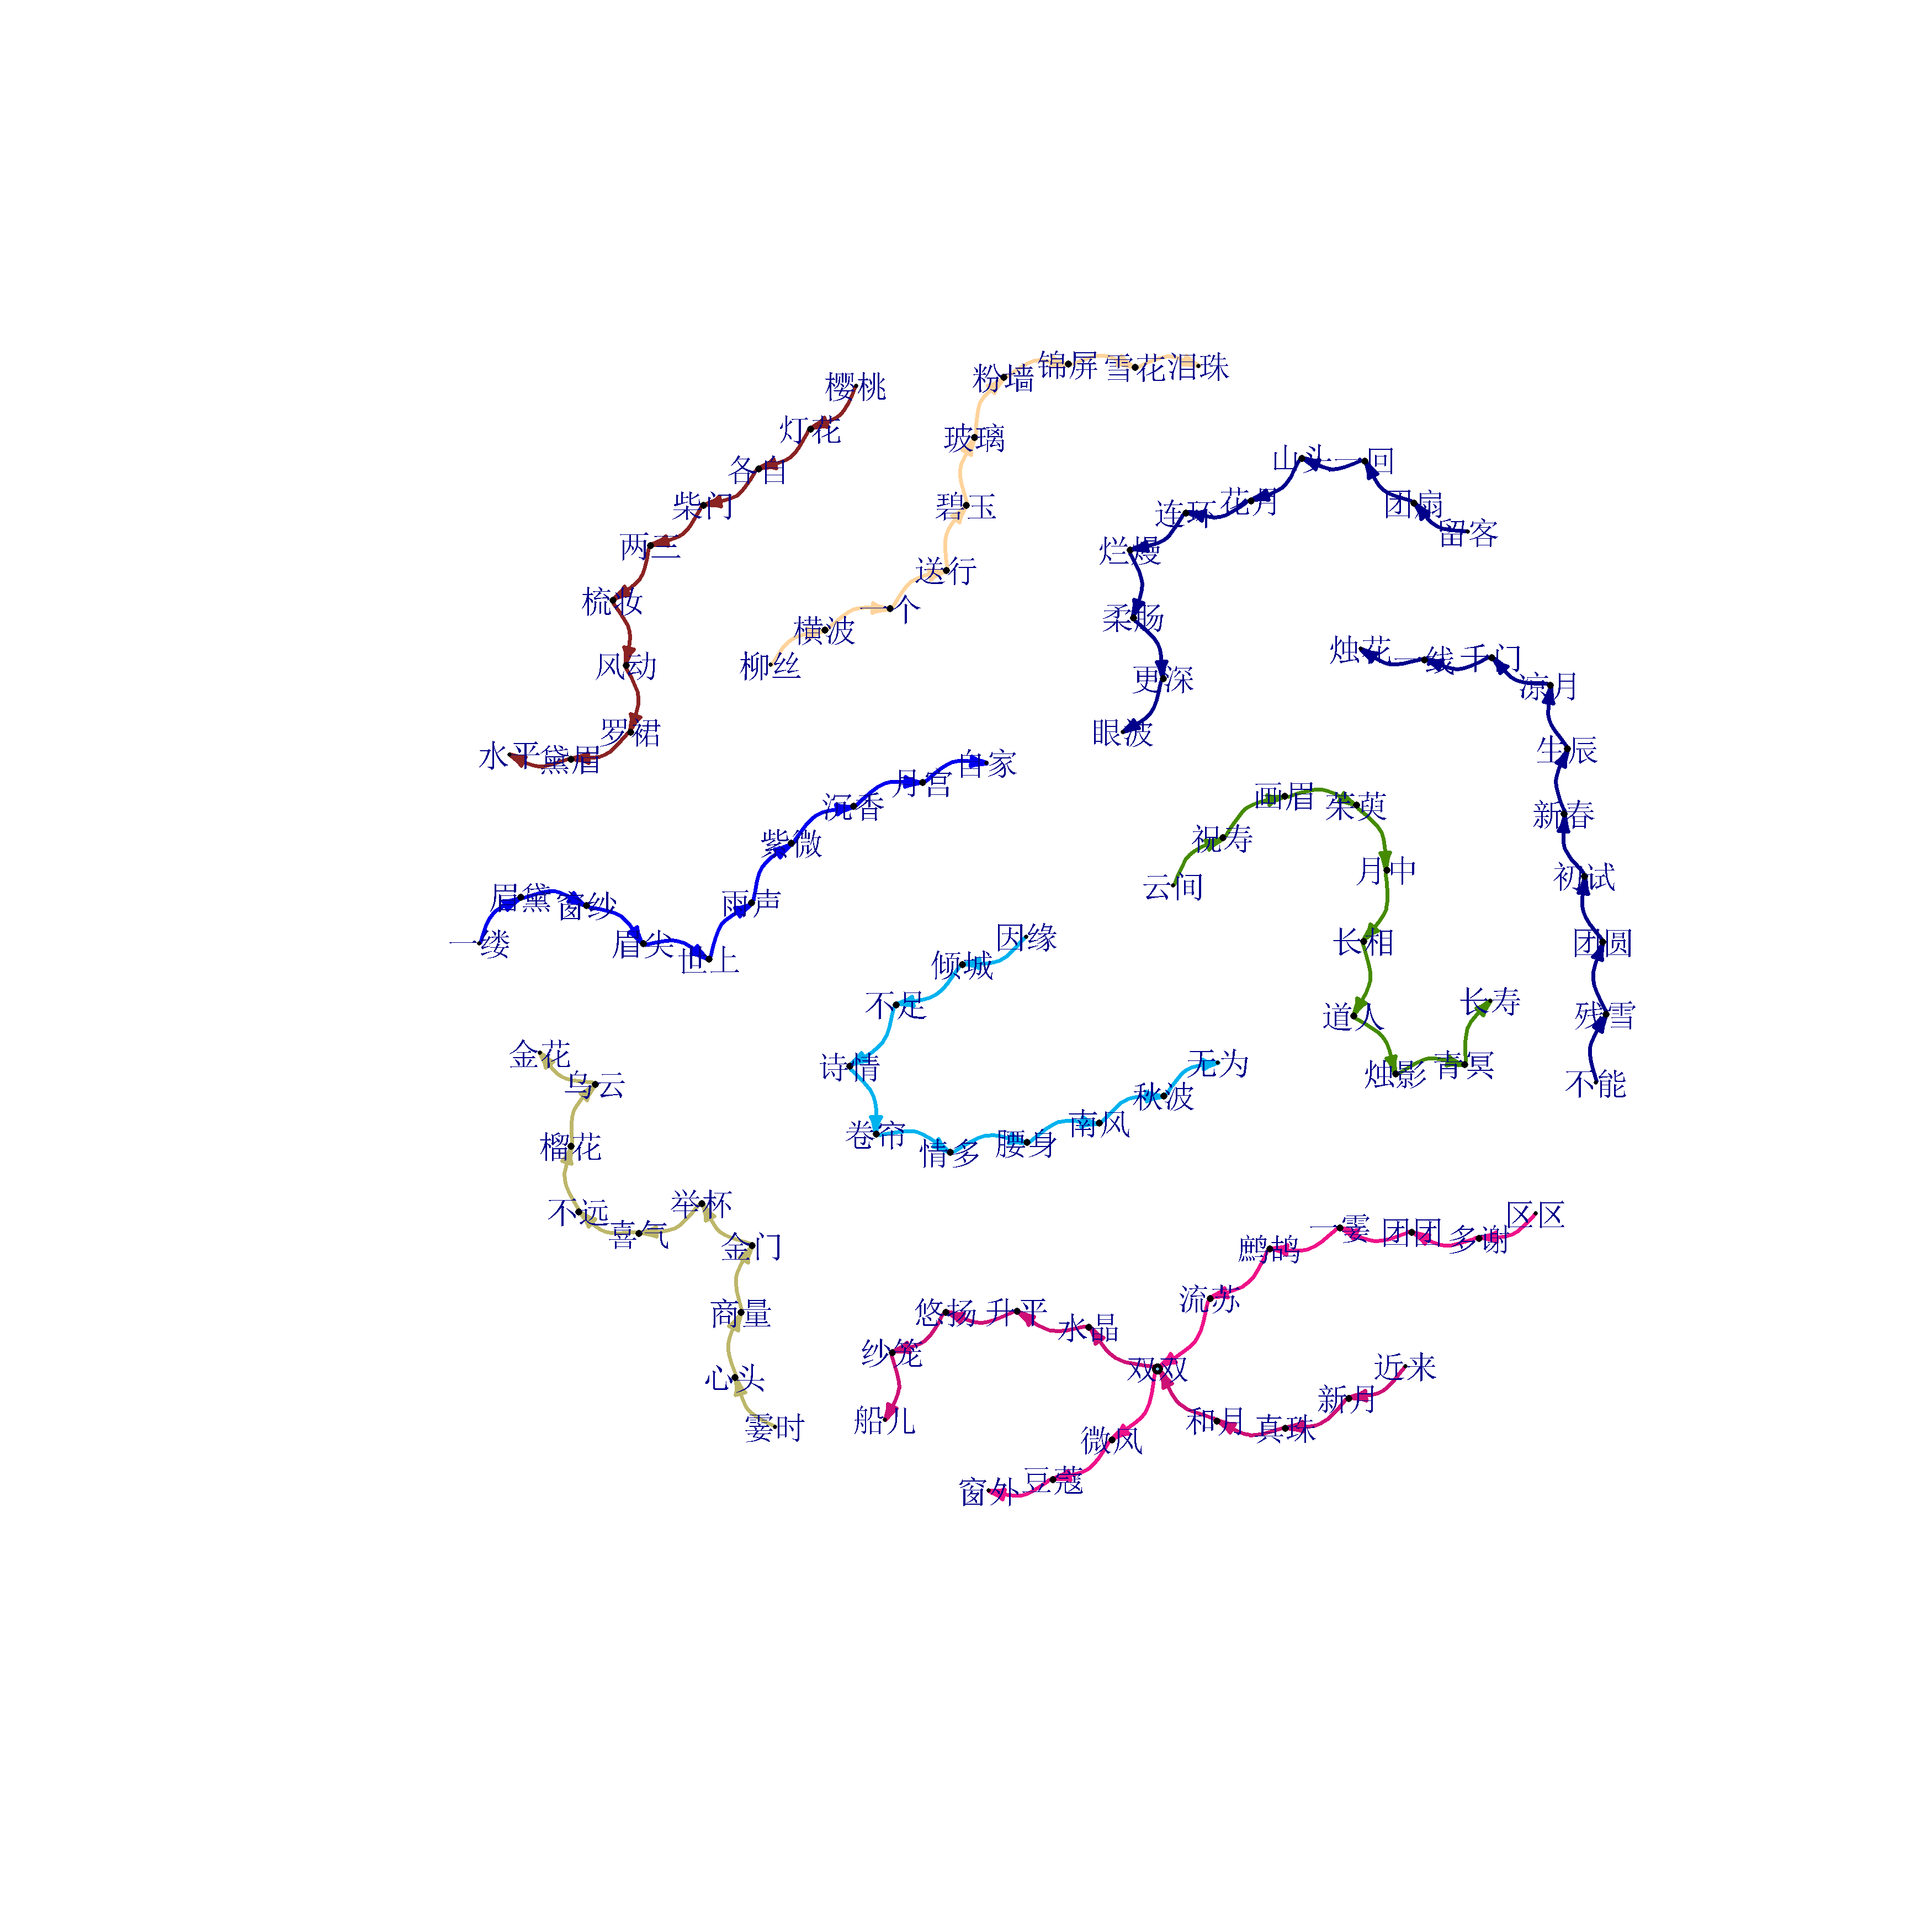 锦屏
雪花
泪珠
粉墙
樱桃
灯花
玻璃
各自
山头
一回
柴门
碧玉
连环
花月
团扇
留客
两三
烂熳
送行
梳妆
一个
柔肠
横波
柳丝
风动
烛花
一线
千门
更深
凉月
罗裙
眼波
水平
黛眉
月宫
自家
生辰
沉香
画眉
茱萸
新春
紫微
祝寿
月中
初试
云间
眉黛
窗纱
雨声
一缕
眉尖
世上
因缘
长相
团圆
倾城
不足
长寿
道人
残雪
金花
乌云
诗情
无为
烛影
青冥
不能
秋波
南风
卷帘
情多
腰身
榴花
不远
举杯
喜气
金门
一霎
团团
多谢
区区
鹧鸪
流苏
商量
悠扬
升平
水晶
纱笼
双双
近来
心头
新月
霎时
船儿
和月
真珠
微风
窗外
豆蔻